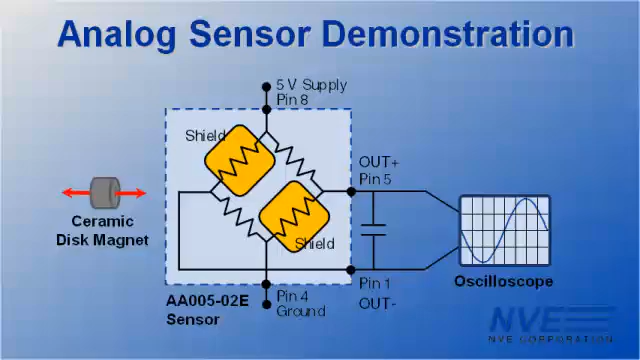 Analog Sensor Demonstration
5 V Supply
Pin 8
Shield
OUT+
Pin 5
Ceramic
Disk Magnet
Shield
Oscilloscope
AA005-02E
Sensor
Pin 4
Ground
Pin 1
OUT-
NVE
NVE CORPORATION